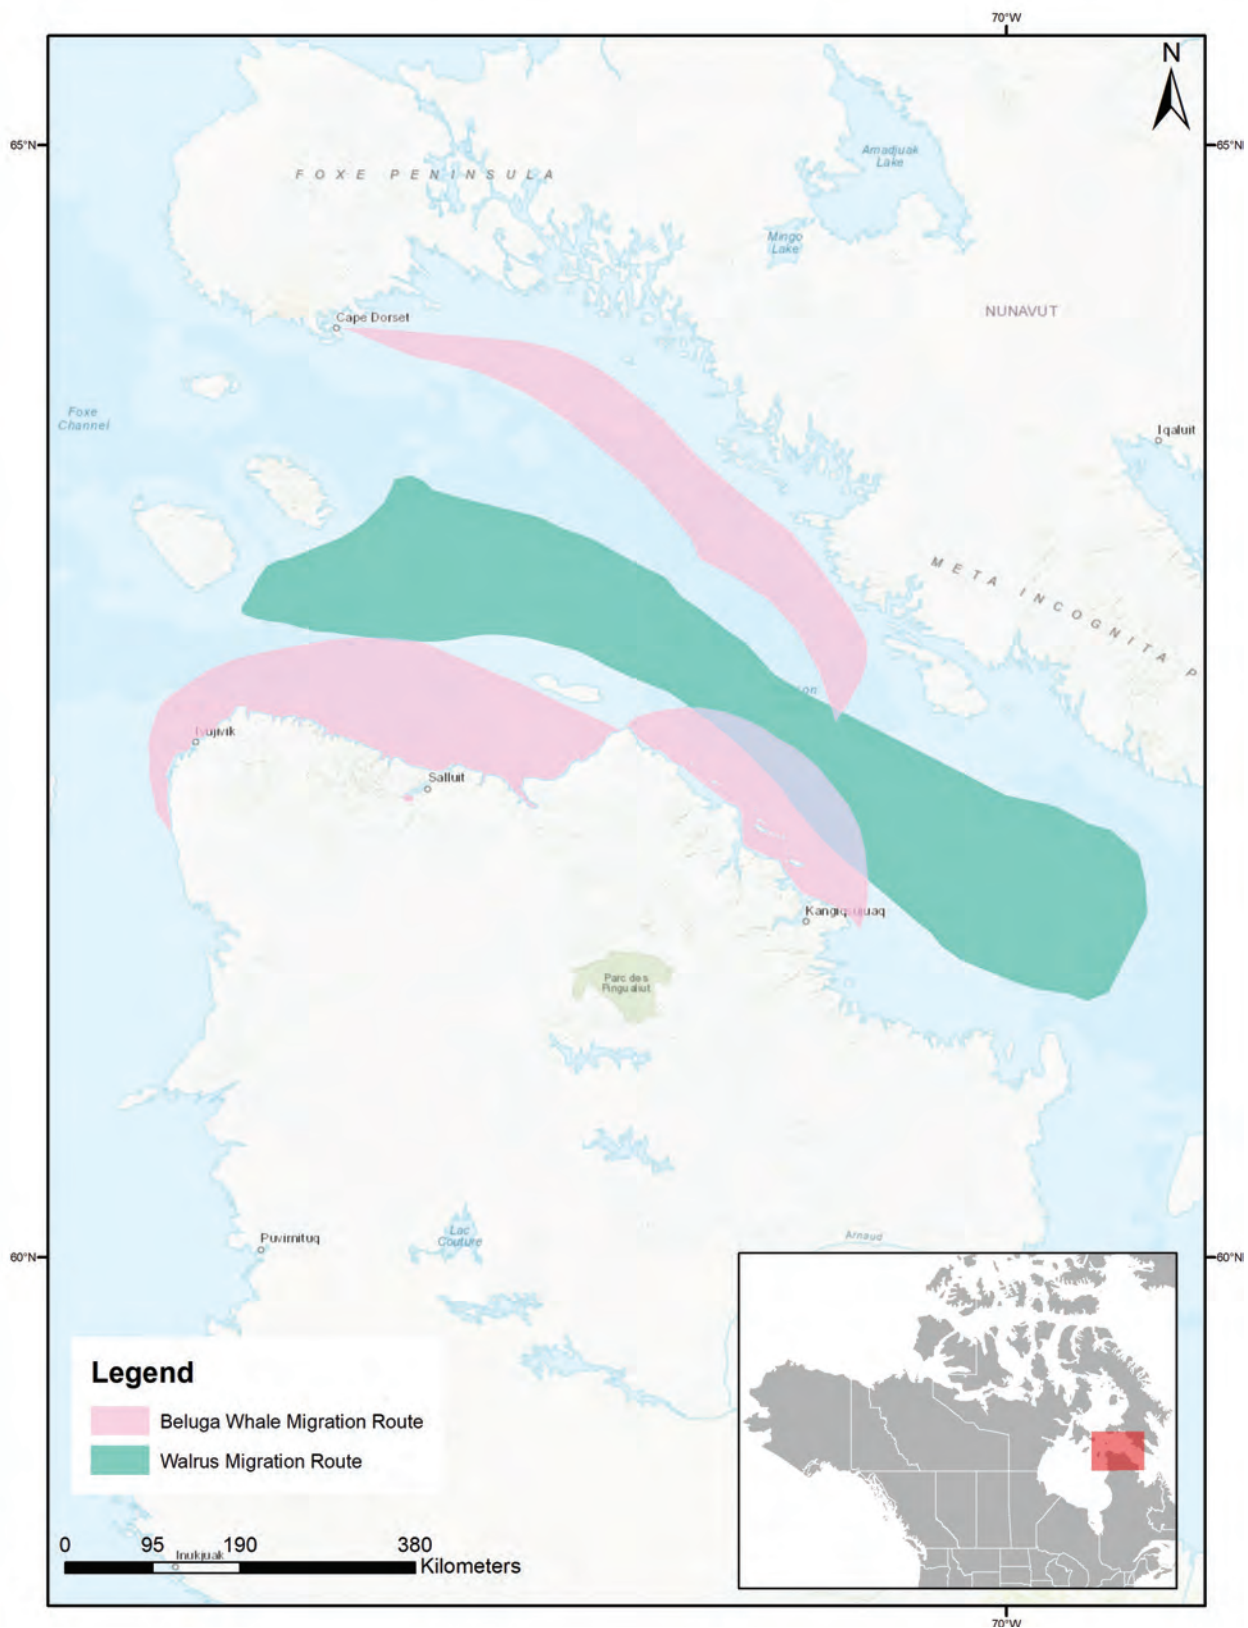 70°W
N
65°N
65°N
Amadjuak
Lake
FOXE PENINSULA
Mingo
Lake
NUNAVUT
Cape Dorset
Foxe
Channel
Iqaluit
META INCOGNITA P
on
Ivujivik
Salluit
Kangiqsujuaq
Parc des
Pingualuit
Puvirnituq
Lac
Couture
Arnaud
60°N
60°N
Legend
Beluga Whale Migration Route
Walrus Migration Route
0 95 190 380
Kilometers
Inukjuak
70°W